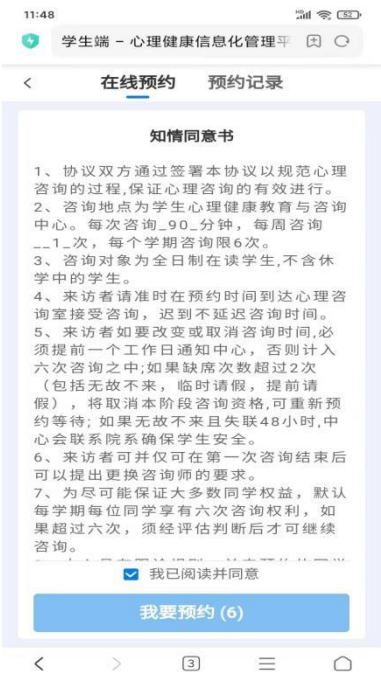 11:48
52
学生端 – 心理健康信息化管理平
在线预约 预约记录
知情同意书
1、协议双方通过签署本协议以规范心理
咨询的过程,保证心理咨询的有效进行。
2、咨询地点为学生心理健康教育与咨询
中心。每次咨询_90_分钟，每周咨询
__1_次，每个学期咨询限6次。
3、咨询对象为全日制在读学生,不含休
学中的学生。
4、来访者请准时在预约时间到达心理咨
询室接受咨询，迟到不延迟咨询时间。
5、来访者如要改变或取消咨询时间,必
须提前一个工作日通知中心，否则计入
六次咨询之中;如果缺席次数超过2次
（包括无故不来，临时请假，提前请
假），将取消本阶段咨询资格,可重新预
约等待; 如果无故不来且失联48小时,中
心会联系院系确保学生安全。
6、来访者可并仅可在第一次咨询结束后
可以提出更换咨询师的要求。
7、为尽可能保证大多数同学权益，默认
每学期每位同学享有六次咨询权利，如
果超过六次，须经评估判断后才可继续
咨询。
我已阅读并同意
我要预约 (6)
3